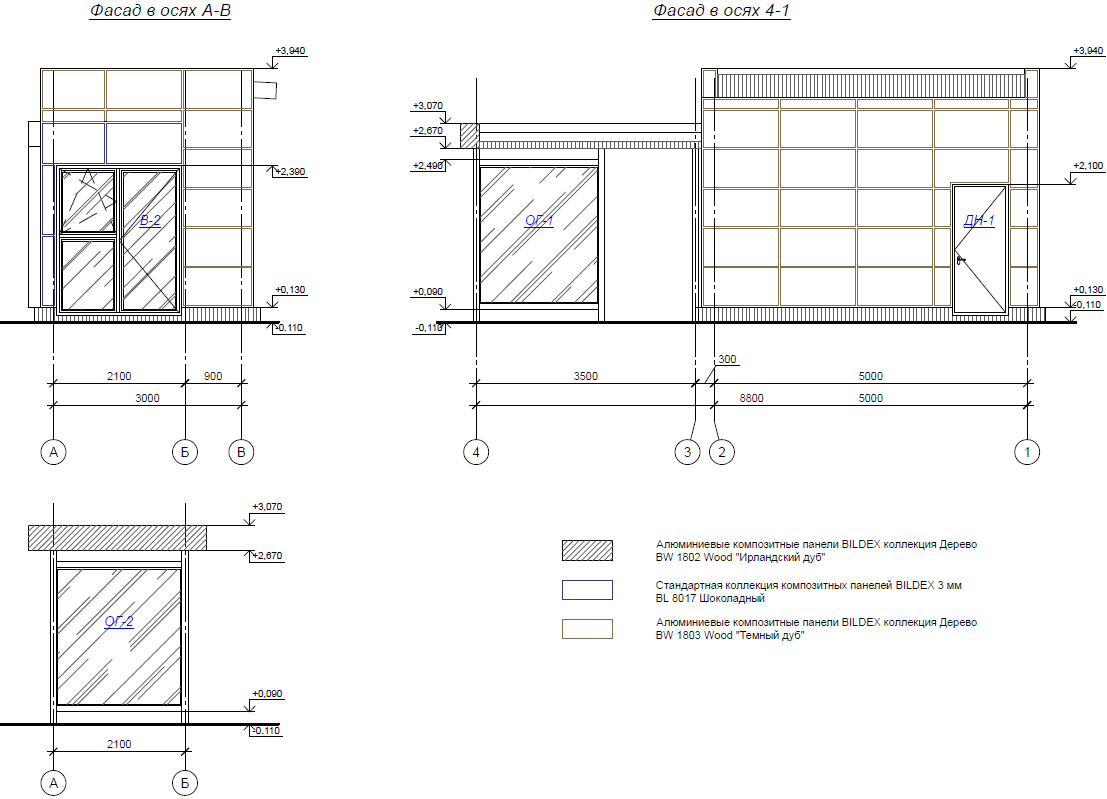 Фасад в осях А-В
Фасад в осях 4-1
+3,940
+2,390
+0,130
-0.110
В-2
2100
900
3000
А
Б
В
+3,070
+2,670
+2,490
+0,090
-0,110
ОГ-1
ДН-1
+3,940
+2,100
+0,130
-0,110
300
3500
5000
8800
5000
4
3
2
1
+3,070
+2,670
ОГ-2
+0,090
-0.110
2100
А
Б
Алюминиевые композитные панели BILDEX коллекция Дерево
BW 1802 Wood "Ирландский дуб"
Стандартная коллекция композитных панелей BILDEX 3 мм
BL 8017 Шоколадный
Алюминиевые композитные панели BILDEX коллекция Дерево
BW 1803 Wood "Темный дуб"